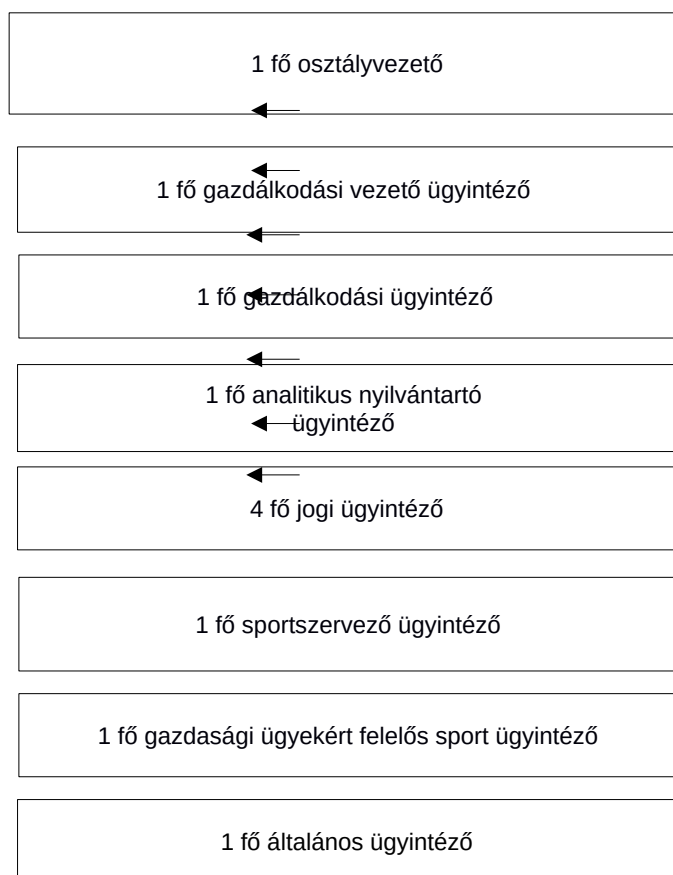 1 fő osztályvezető
1 fő gazdálkodási vezető ügyintéző
1 fő gazdálkodási ügyintéző
1 fő analitikus nyilvántartó
ügyintéző
4 fő jogi ügyintéző
1 fő sportszervező ügyintéző
1 fő gazdasági ügyekért felelős sport ügyintéző
1 fő általános ügyintéző